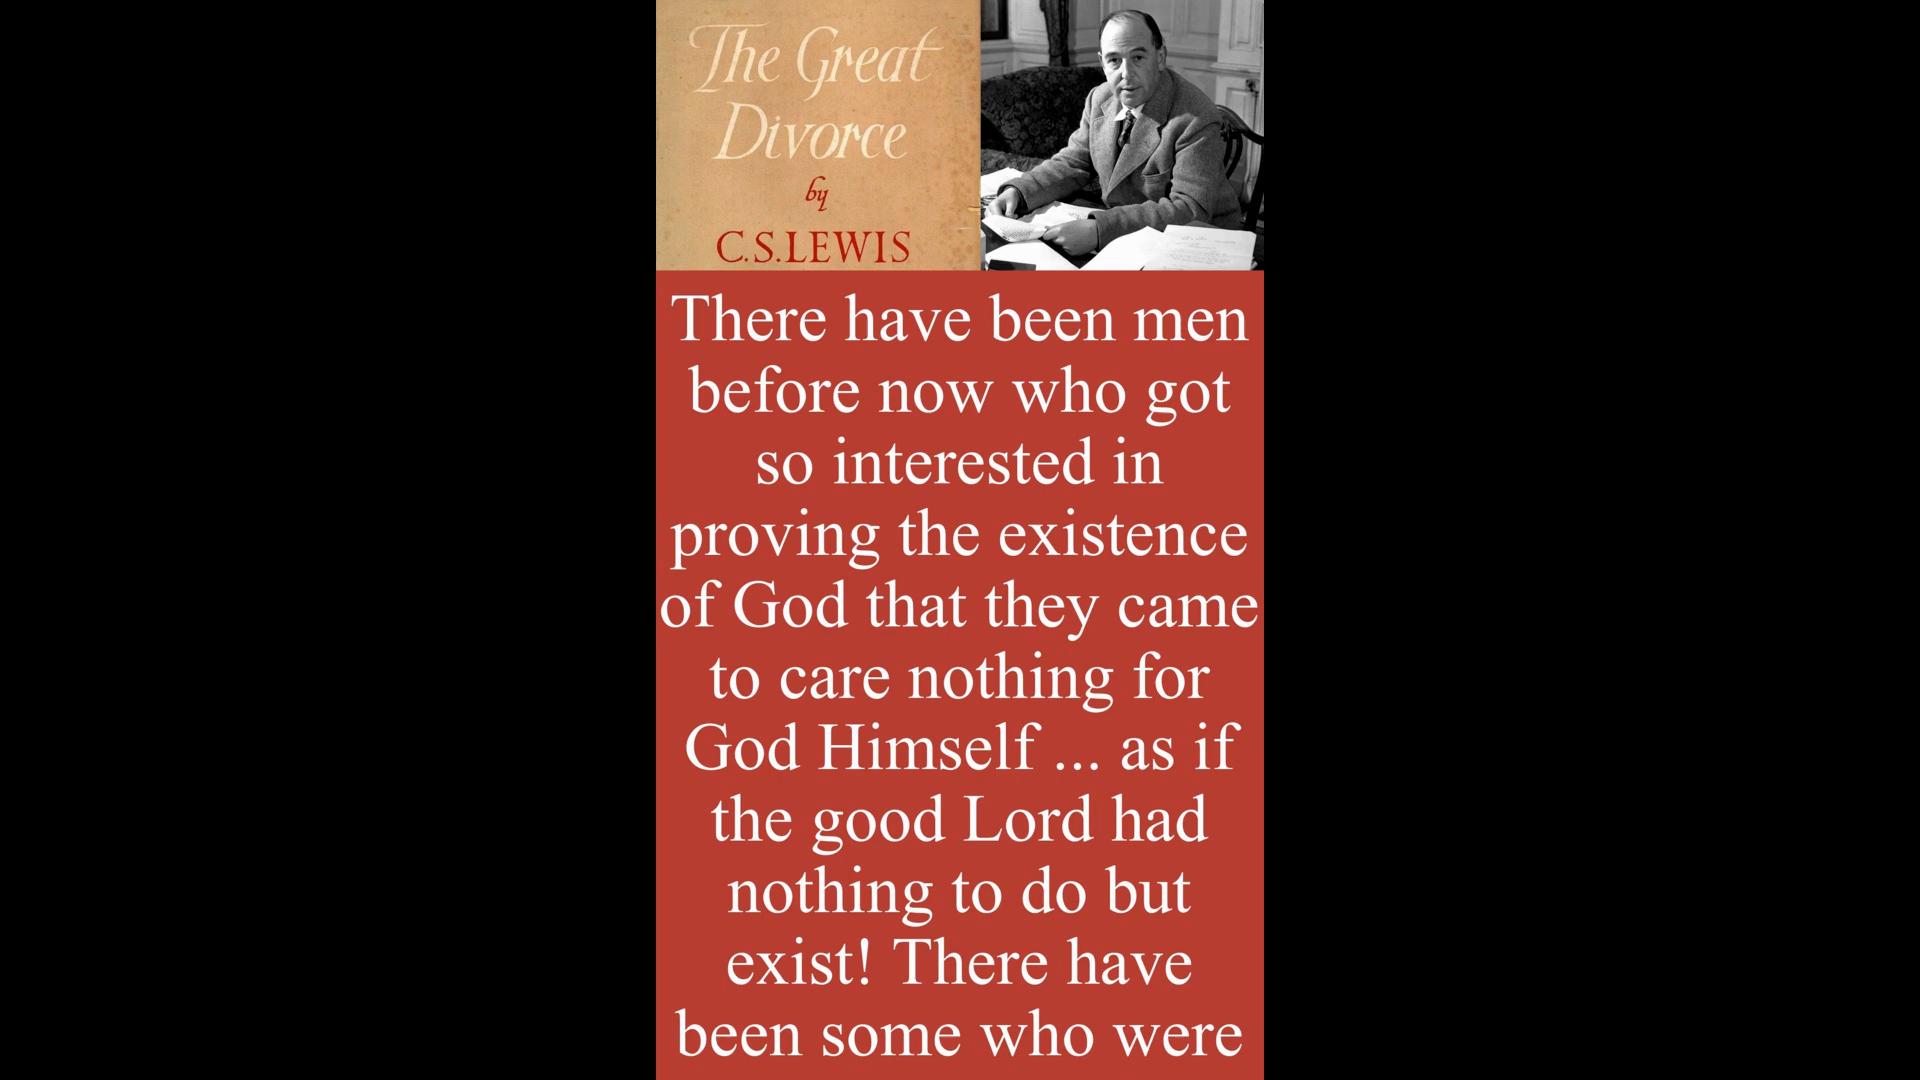 The Great
Divorce
by
C.S.LEWIS
There have been men
before now who got
so interested in
proving the existence
of God that they came
to care nothing for
God Himself ... as if
the good Lord had
nothing to do but
exist! There have
been some who were